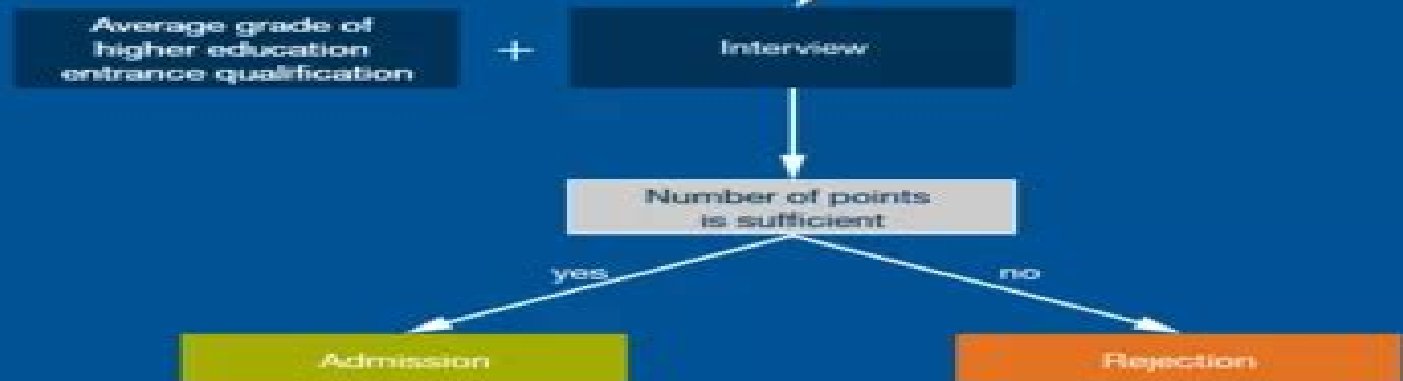 Average grade of
higher education
entrance qualification
+
Interview
Number of points
is sufficient
yes
no
Admission
Rejection